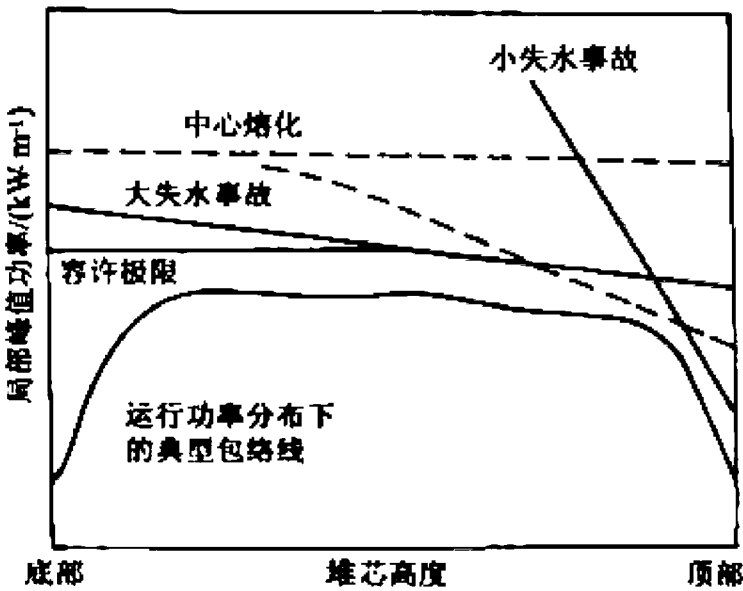 小失水事故
中心熔化
大失水事故
容许极限
运行功率分布下
的典型包络线
局部峰值功率/(kW·m⁻¹)
底部
堆芯高度
顶部